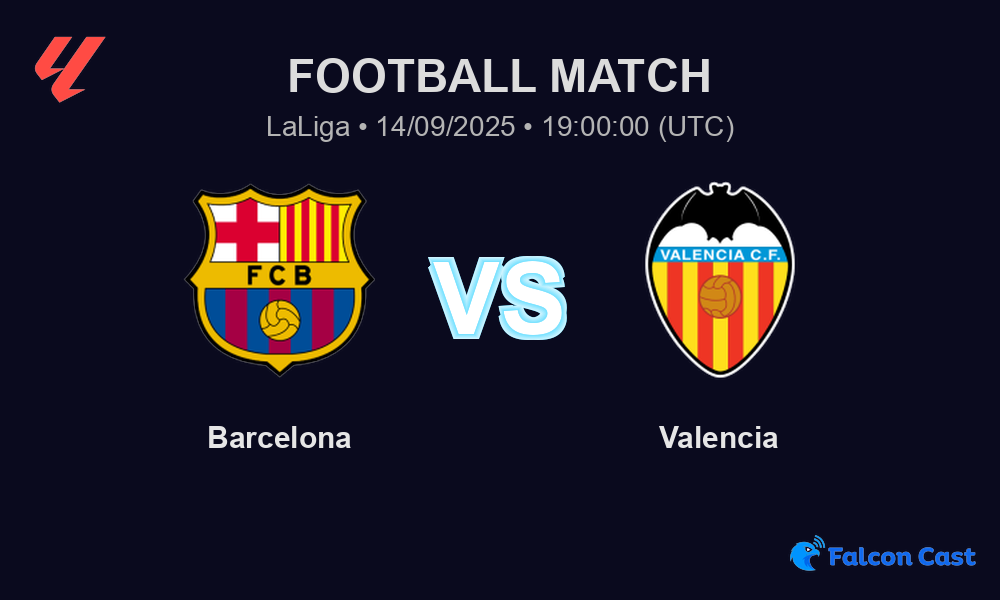 FOOTBALL MATCH
LaLiga • 14/09/2025 • 19:00:00 (UTC)
FCB
VS
VALENCIA C.F.
Barcelona
Valencia
Falcon Cast